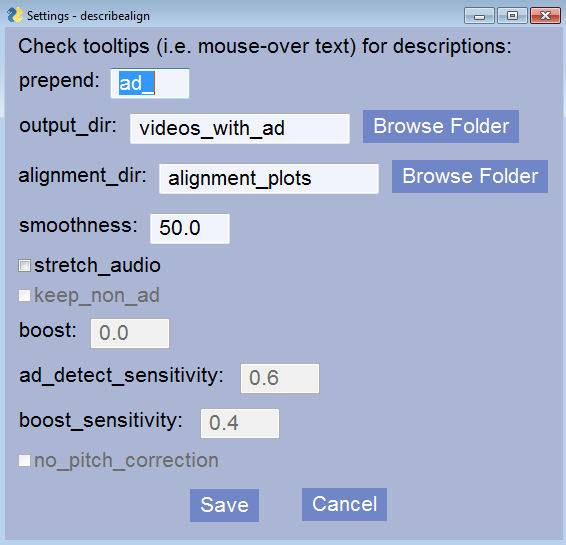 Settings - describealign
Check tooltips (i.e. mouse-over text) for descriptions:
prepend: ad_
output_dir: videos_with_ad Browse Folder
alignment_dir: alignment_plots Browse Folder
smoothness: 50.0
stretch_audio
keep_non_ad
boost: 0.0
ad_detect_sensitivity: 0.6
boost_sensitivity: 0.4
no_pitch_correction
Save Cancel